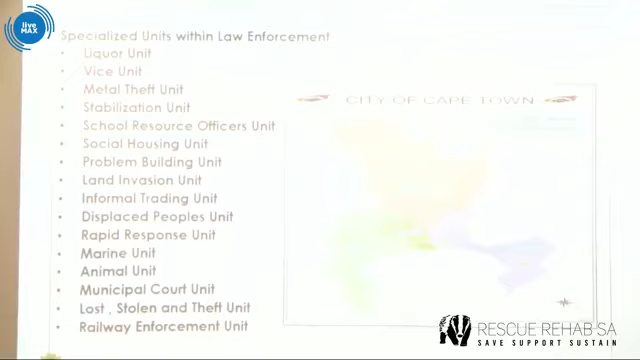 live
MAX
Specialized Units within Law Enforcement
• Liquor Unit
• Vice Unit
• Metal Theft Unit
• Stabilization Unit
• School Resource Officers Unit
• Social Housing Unit
• Problem Building Unit
• Land Invasion Unit
• Informal Trading Unit
• Displaced Peoples Unit
• Rapid Response Unit
• Marine Unit
• Animal Unit
• Municipal Court Unit
• Lost , Stolen and Theft Unit
• Railway Enforcement Unit
CITY OF CAPE TOWN
RESCUE REHAB SA
SAVE SUPPORT SUSTAIN